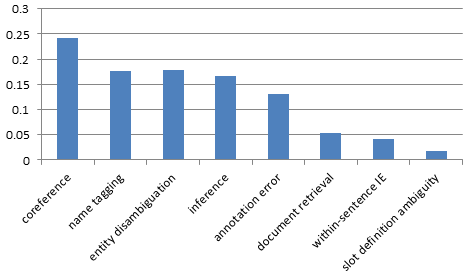 0.3
0.25
0.2
0.15
0.1
0.05
0
coreference
name tagging
entity disambiguation
inference
annotation error
document retrieval
within-sentence IE
slot definition ambiguity